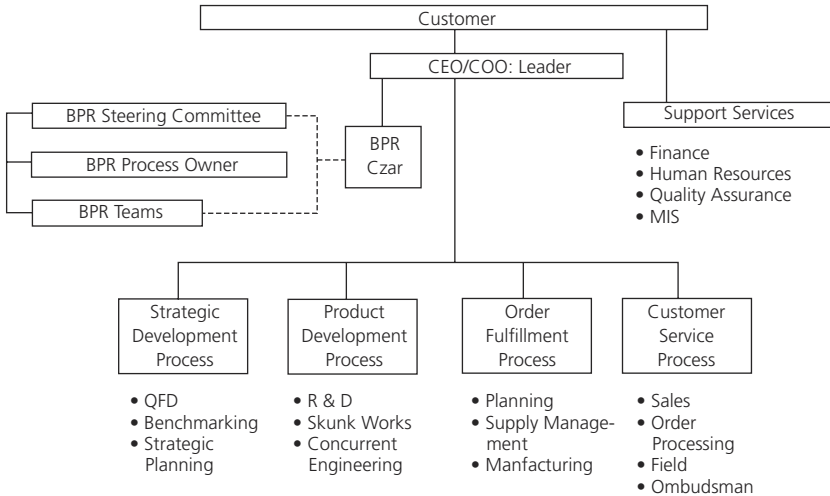 Customer
CEO/COO: Leader
BPR Steering Committee
BPR Process Owner
BPR Teams
BPR
Czar
Support Services
• Finance
• Human Resources
• Quality Assurance
• MIS
Strategic
Development
Process
• QFD
• Benchmarking
• Strategic
Planning
Product
Development
Process
• R & D
• Skunk Works
• Concurrent
Engineering
Order
Fulfillment
Process
• Planning
• Supply Manage-
ment
• Manfacturing
Customer
Service
Process
• Sales
• Order
Processing
• Field
• Ombudsman